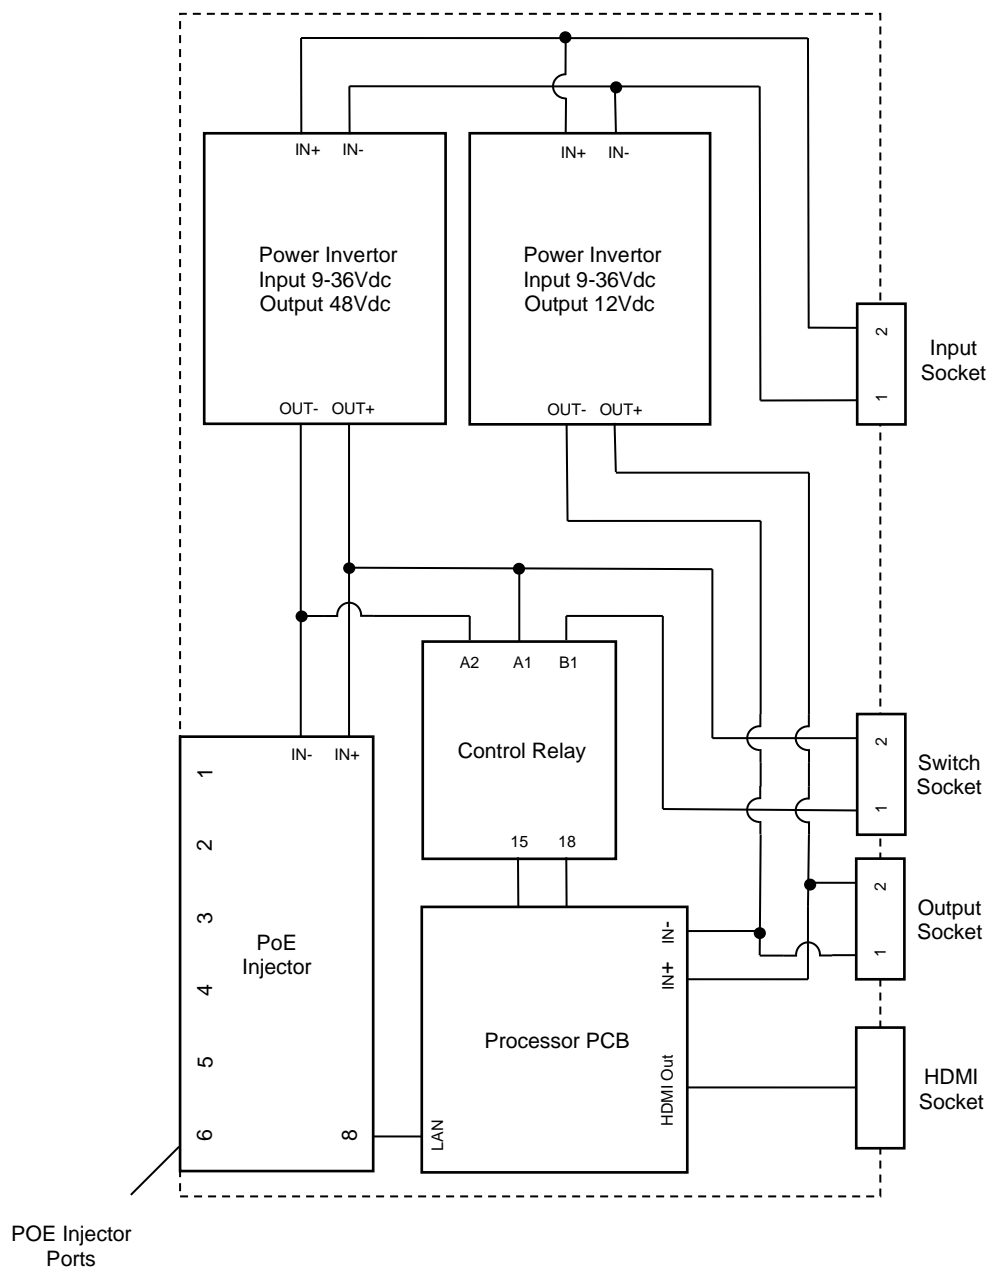 IN+ IN-
IN+ IN-
Power Invertor
Input 9-36Vdc
Output 48Vdc
Power Invertor
Input 9-36Vdc
Output 12Vdc
OUT- OUT+
OUT- OUT+
2
1
Input
Socket
A2 A1 B1
Control Relay
15 18
2
1
Switch
Socket
IN- IN+
1
2
3
4
5
6
8
PoE
Injector
2
1
Output
Socket
IN-
IN+
Processor PCB
HDMI Out
LAN
HDMI
Socket
POE Injector
Ports